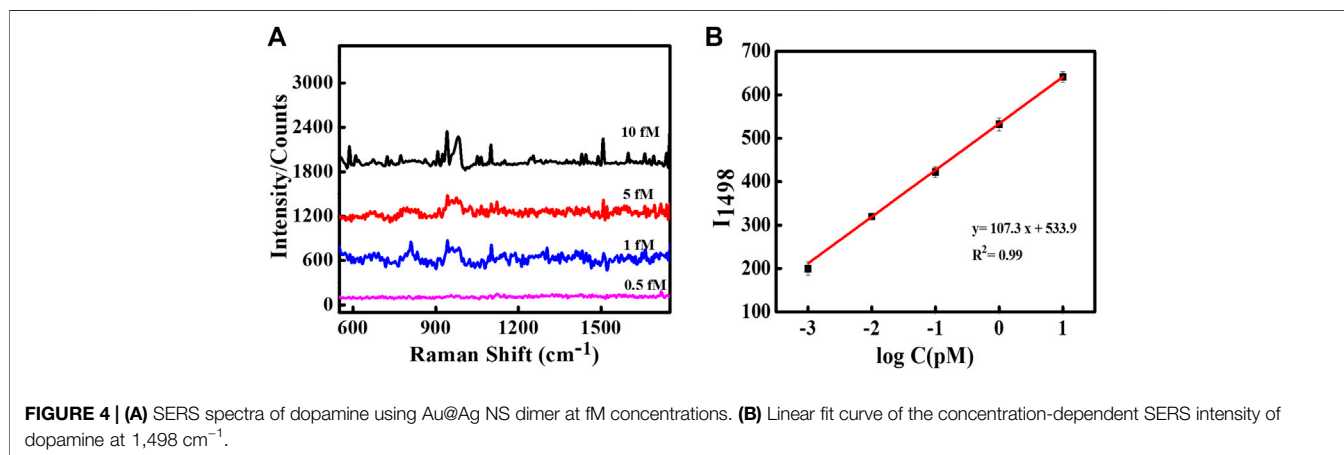 A
Intensity/Counts
3000
2400
1800
1200
600
0
10 fM
5 fM
1 fM
0.5 fM
600 900 1200 1500
Raman Shift (cm-1)
B
I1498
700
600
500
400
300
200
100
y= 107.3 x + 533.9
R2= 0.99
-3 -2 -1 0 1
log C(pM)
FIGURE 4 | (A) SERS spectra of dopamine using Au@Ag NS dimer at fM concentrations. (B) Linear fit curve of the concentration-dependent SERS intensity of
dopamine at 1,498 cm−1.